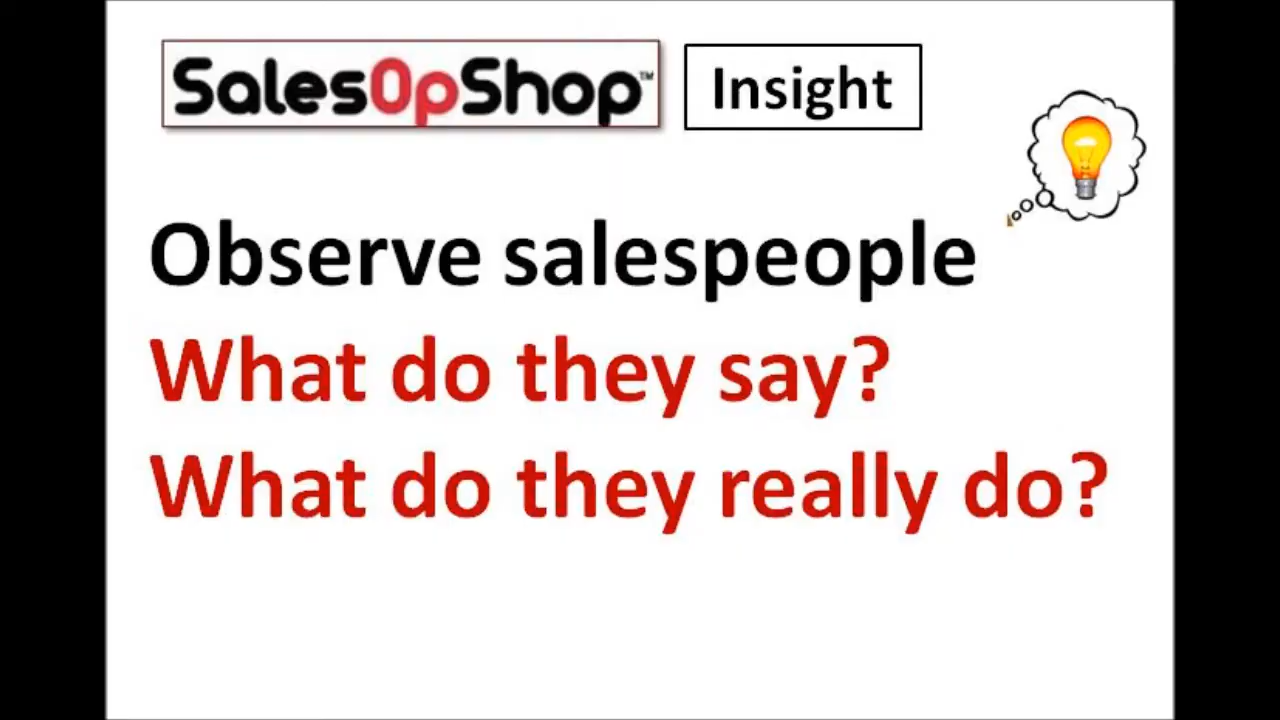 SalesOpShop™ Insight
Observe salespeople
What do they say?
What do they really do?